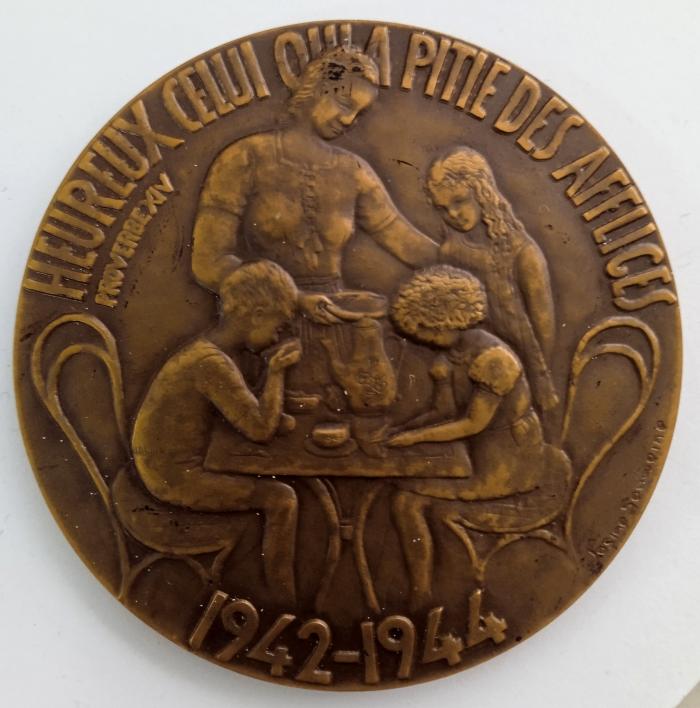 HEUREUX CELUI QUI A PITIE DES AFFLIGES
PROVERBE XIV
1942-1944